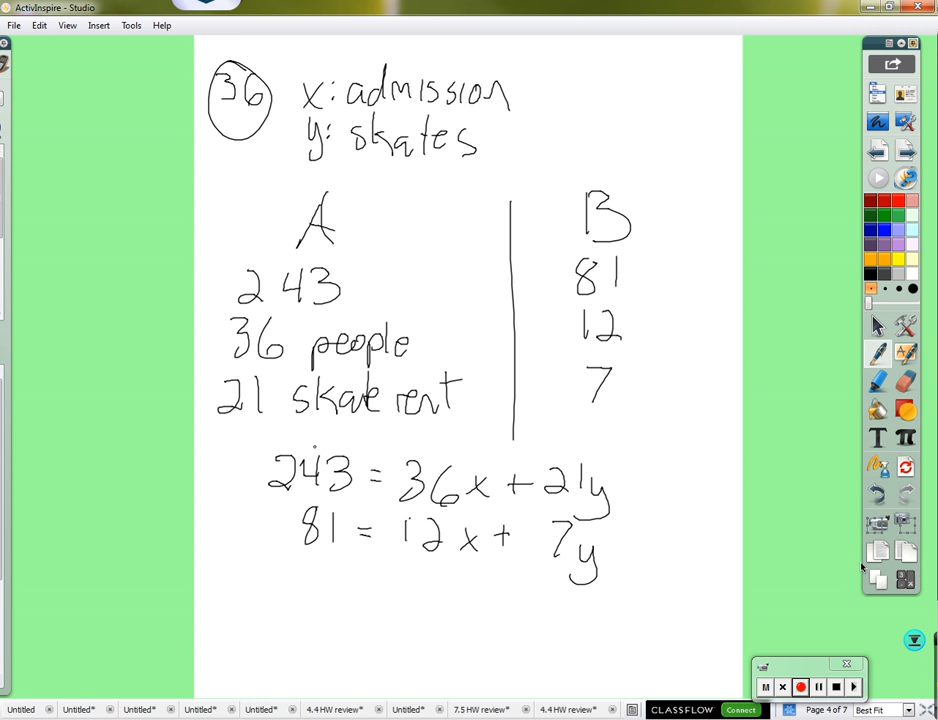 ActivInspire - Studio
File Edit View Insert Tools Help
36 x: admission
y: skates
A B
243 81
36 people 12
21 skate rent 7
243 = 36x + 21y
81 = 12x + 7y
M
Untitled Untitled* Untitled* Untitled* Untitled* 4.4 HW review* Untitled* 7.5 HW review* 4.4 HW review* CLASSFLOW Connect Page 4 of 7 Best Fit